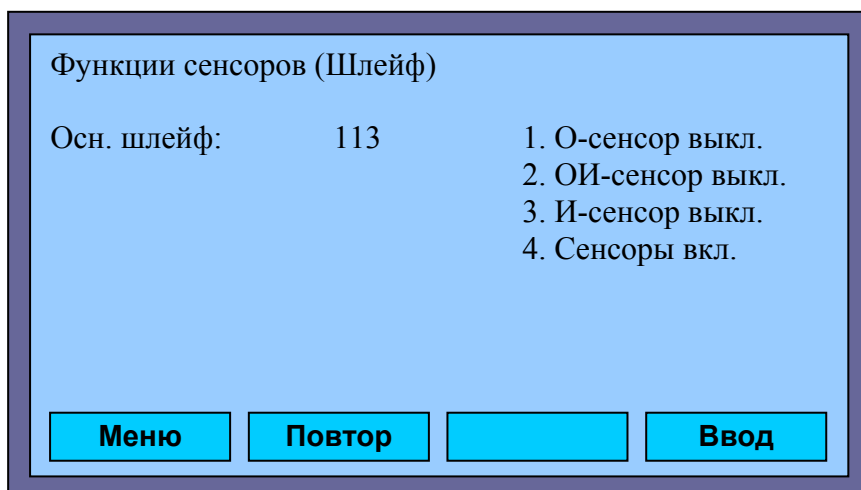 Функции сенсоров (Шлейф)
Осн. шлейф: 113 1. О-сенсор выкл.
2. ОИ-сенсор выкл.
3. И-сенсор выкл.
4. Сенсоры вкл.
Меню Повтор Ввод